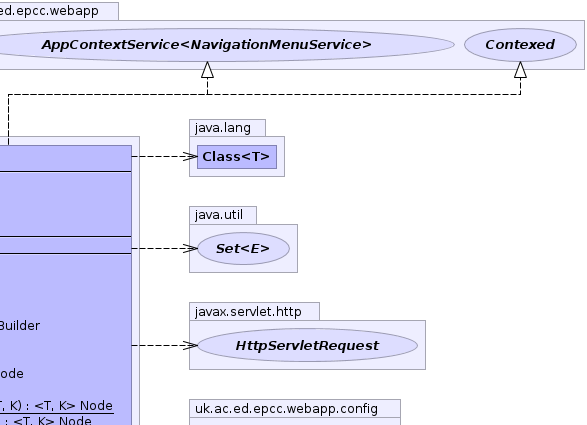 ed.epcc.webapp
AppContextService<NavigationMenuService>
Contexed
java.lang
Class<T>
java.util
Set<E>
javax.servlet.http
Builder
HttpServletRequest
ode
T, K) : <T, K> Node
uk.ac.ed.epcc.webapp.config
: <T, K> Node